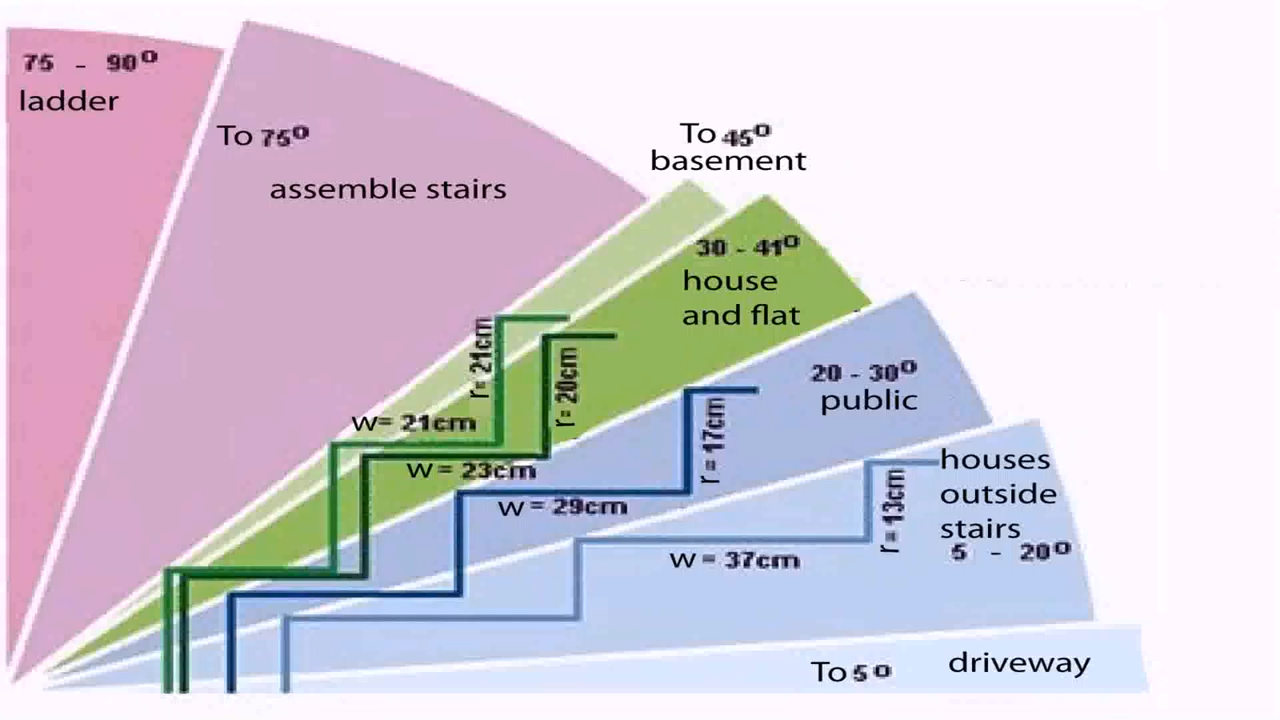 75 - 90°
ladder
To 75°
assemble stairs
To 45°
basement
30 - 41°
house
and flat
r= 21cm
r = 20cm
w= 21cm
w = 23cm
20 - 30°
public
r = 17cm
w = 29cm
houses
outside
stairs
5 - 20°
r = 13cm
w = 37cm
To 5°
driveway